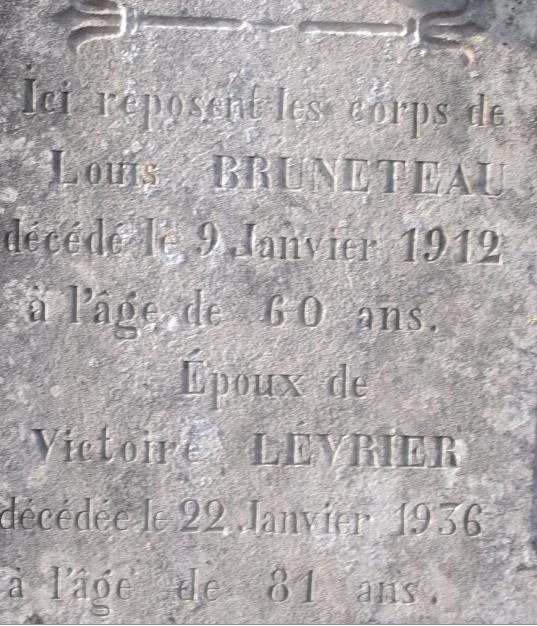 Ici reposent les corps de
Louis BRUNETEAU
décédé le 9 Janvier 1912
à l'âge de 60 ans.
Époux de
Victoire LÉVRIER
décédée le 22 Janvier 1936
à l'âge de 81 ans.